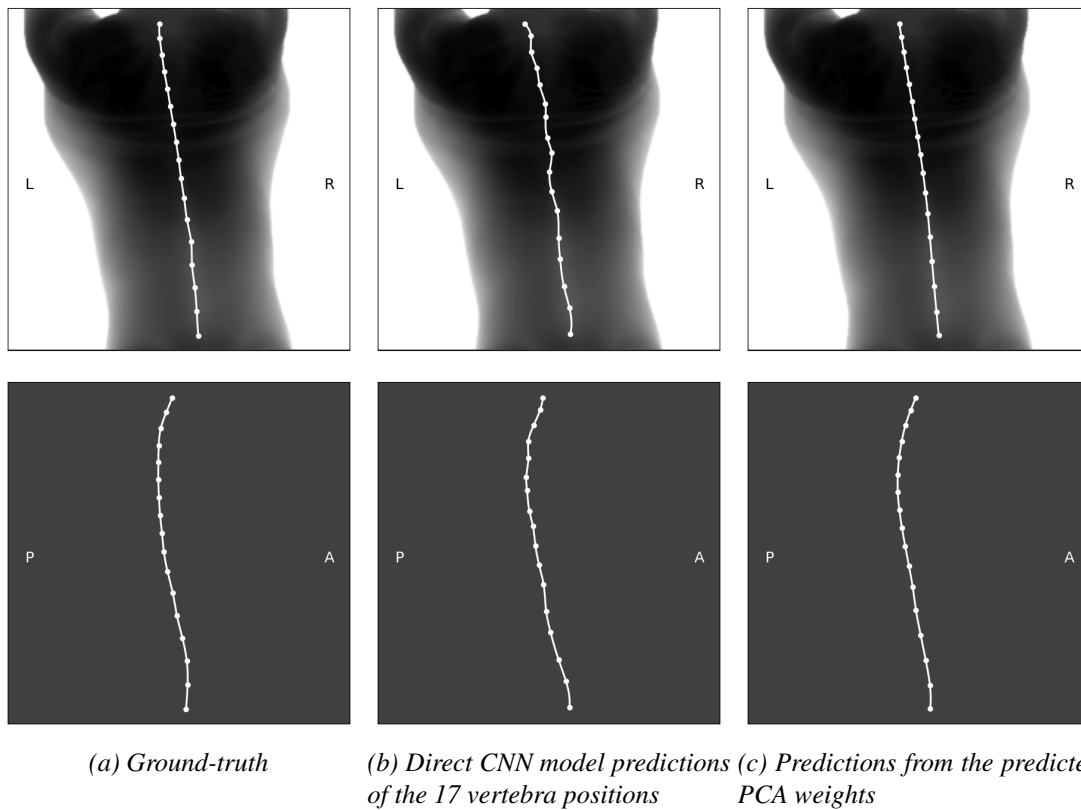 L R
L R
L R
P A
P A
P A
(a) Ground-truth
(b) Direct CNN model predictions
of the 17 vertebra positions
(c) Predictions from the predicte
PCA weights